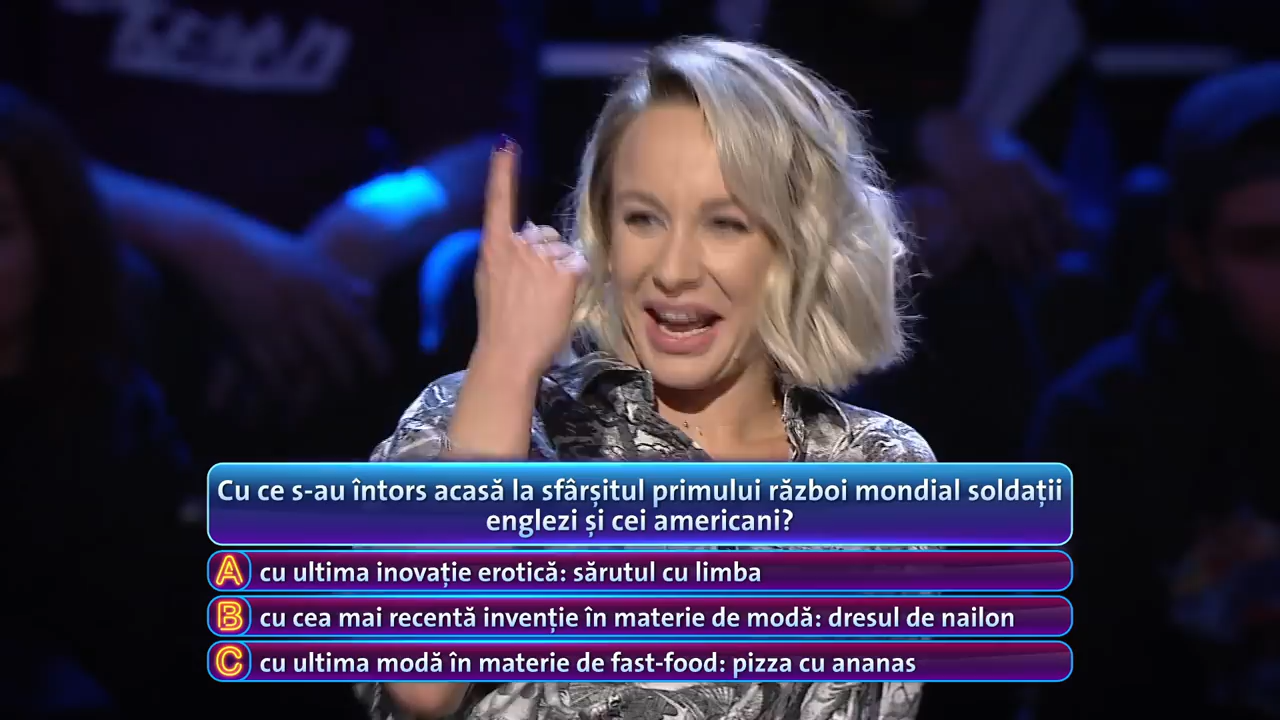 Cu ce s-au întors acasă la sfârșitul primului război mondial soldații
englezi și cei americani?
A cu ultima inovație erotică: sărutul cu limba
B cu cea mai recentă invenție în materie de modă: dresul de nailon
C cu ultima modă în materie de fast-food: pizza cu ananas